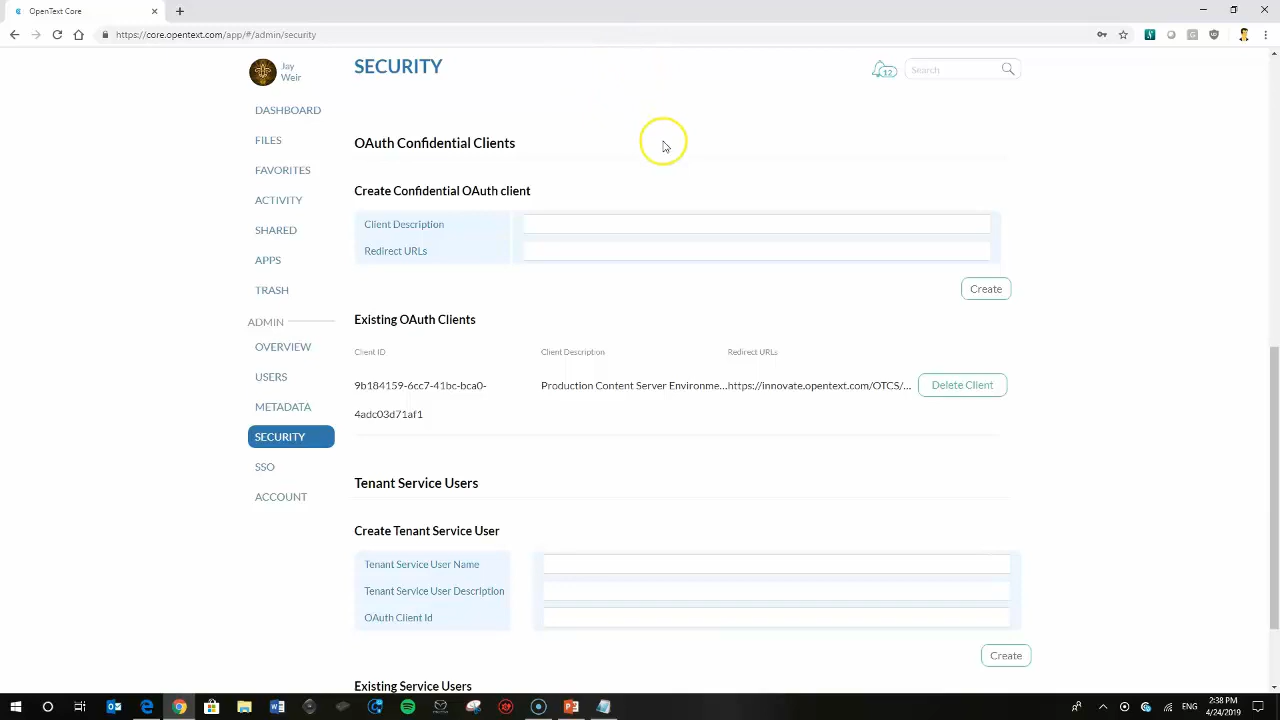 OpenText Core
https://core.opentext.com/app/#/admin/security
Jay
Weir
SECURITY
12
Search
DASHBOARD
FILES
FAVORITES
ACTIVITY
SHARED
APPS
TRASH
ADMIN
OVERVIEW
USERS
METADATA
SECURITY
SSO
ACCOUNT
OAuth Confidential Clients
Create Confidential OAuth client
Client Description
Redirect URLs
Create
Existing OAuth Clients
Client ID Client Description Redirect URLs
9b184159-6cc7-41bc-bca0- Production Content Server Environme... https://innovate.opentext.com/OTCS/... Delete Client
4adc03d71af1
Tenant Service Users
Create Tenant Service User
Tenant Service User Name
Tenant Service User Description
OAuth Client Id
Create
Existing Service Users
ENG
2:38 PM
4/24/2019